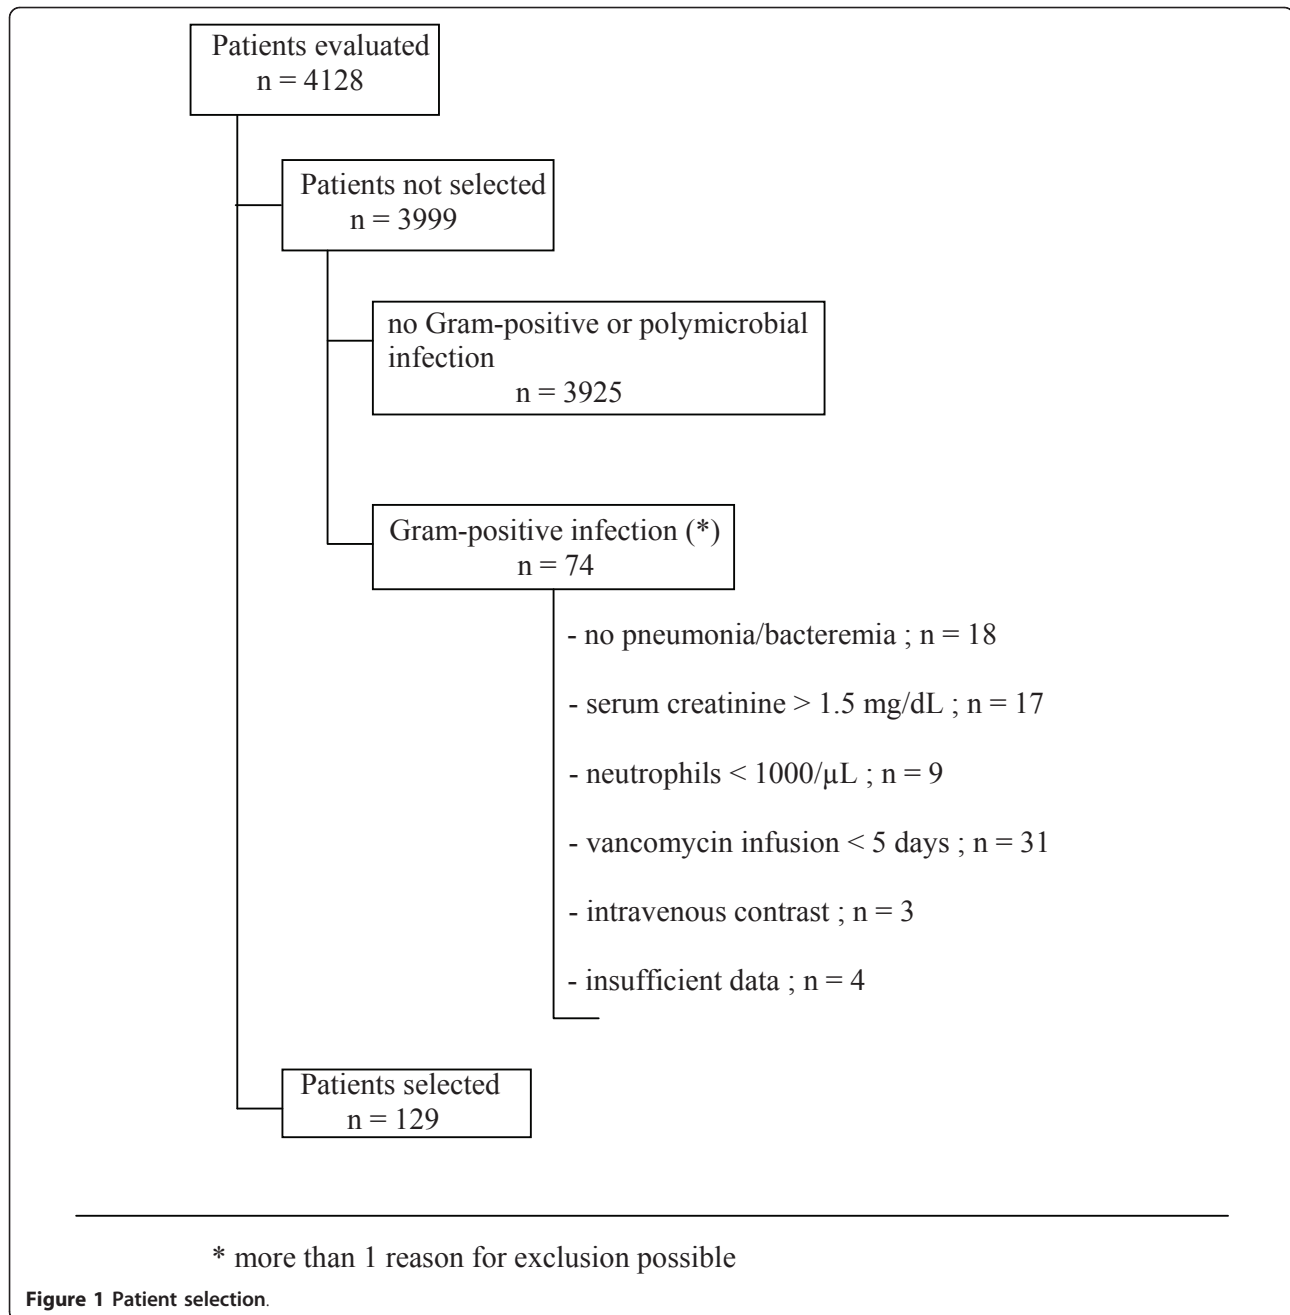 Patients evaluated
n = 4128
Patients not selected
n = 3999
no Gram-positive or polymicrobial
infection
n = 3925
Gram-positive infection (*)
n = 74
- no pneumonia/bacteremia ; n = 18
- serum creatinine > 1.5 mg/dL ; n = 17
- neutrophils < 1000/µL ; n = 9
- vancomycin infusion < 5 days ; n = 31
- intravenous contrast ; n = 3
- insufficient data ; n = 4
Patients selected
n = 129
* more than 1 reason for exclusion possible
Figure 1 Patient selection.